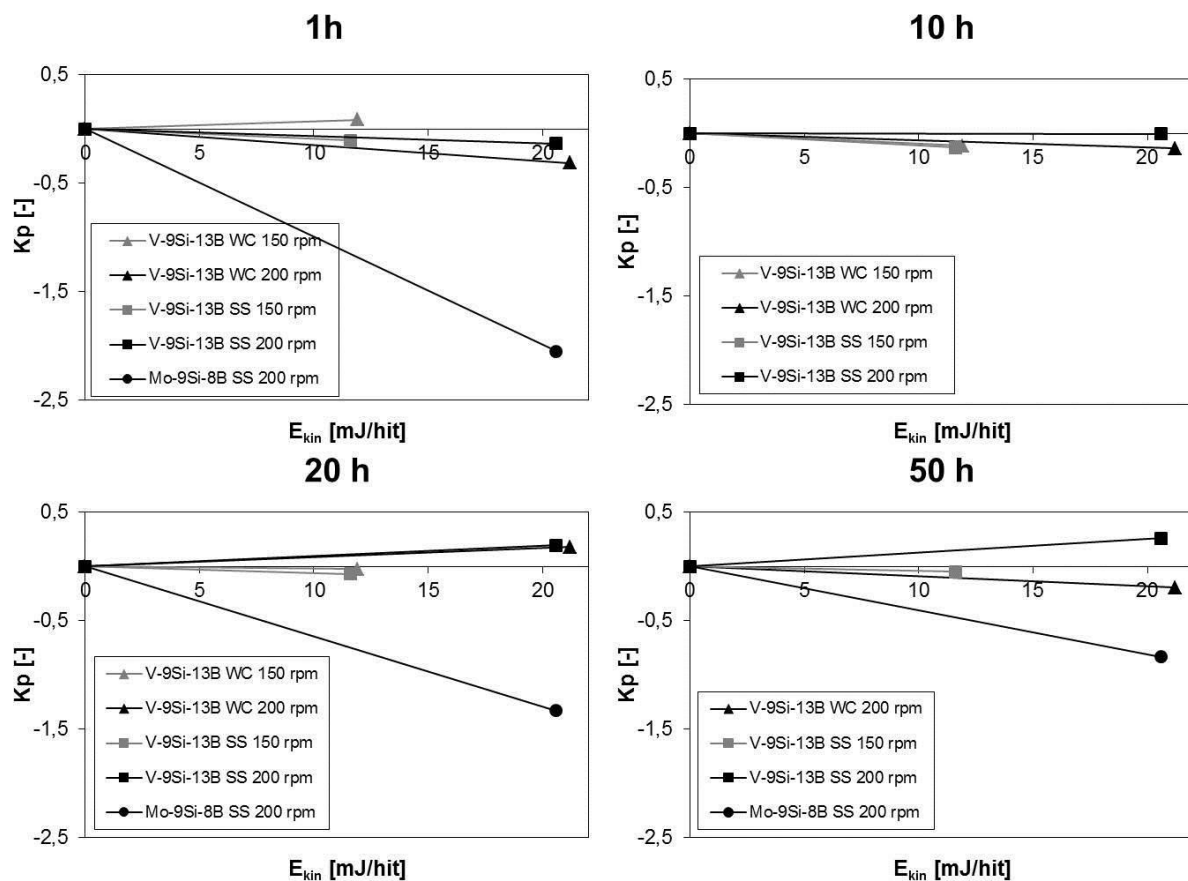 1h
0,5
0 5 10 15 20
-0,5
-1,5
-2,5
Kp [-]
V-9Si-13B WC 150 rpm
V-9Si-13B WC 200 rpm
V-9Si-13B SS 150 rpm
V-9Si-13B SS 200 rpm
Mo-9Si-8B SS 200 rpm
Ekin [mJ/hit]
10 h
0,5
0 5 10 15 20
-0,5
-1,5
-2,5
Kp [-]
V-9Si-13B WC 150 rpm
V-9Si-13B WC 200 rpm
V-9Si-13B SS 150 rpm
V-9Si-13B SS 200 rpm
Ekin [mJ/hit]
20 h
0,5
0 5 10 15 20
-0,5
-1,5
-2,5
Kp [-]
V-9Si-13B WC 150 rpm
V-9Si-13B WC 200 rpm
V-9Si-13B SS 150 rpm
V-9Si-13B SS 200 rpm
Mo-9Si-8B SS 200 rpm
Ekin [mJ/hit]
50 h
0,5
0 5 10 15 20
-0,5
-1,5
-2,5
Kp [-]
V-9Si-13B WC 200 rpm
V-9Si-13B SS 150 rpm
V-9Si-13B SS 200 rpm
Mo-9Si-8B SS 200 rpm
Ekin [mJ/hit]